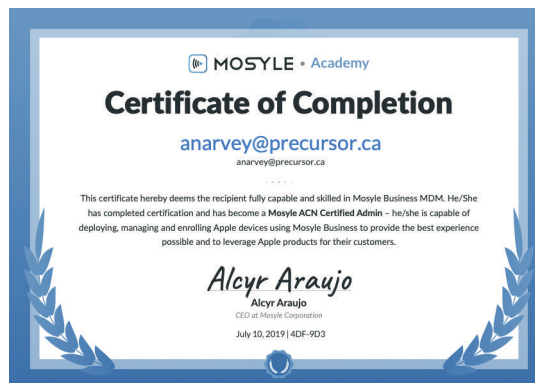 MOSYLE • Academy
Certificate of Completion
anarvey@precursor.ca
anarvey@precursor.ca
This certificate hereby deems the recipient fully capable and skilled in Mosyle Business MDM. He/She
has completed certification and has become a Mosyle ACN Certified Admin – he/she is capable of
deploying, managing and enrolling Apple devices using Mosyle Business to provide the best experience
possible and to leverage Apple products for their customers.
Alcyr Araujo
Alcyr Araujo
CEO at Mosyle Corporation
July 10, 2019 | 4DF-9D3